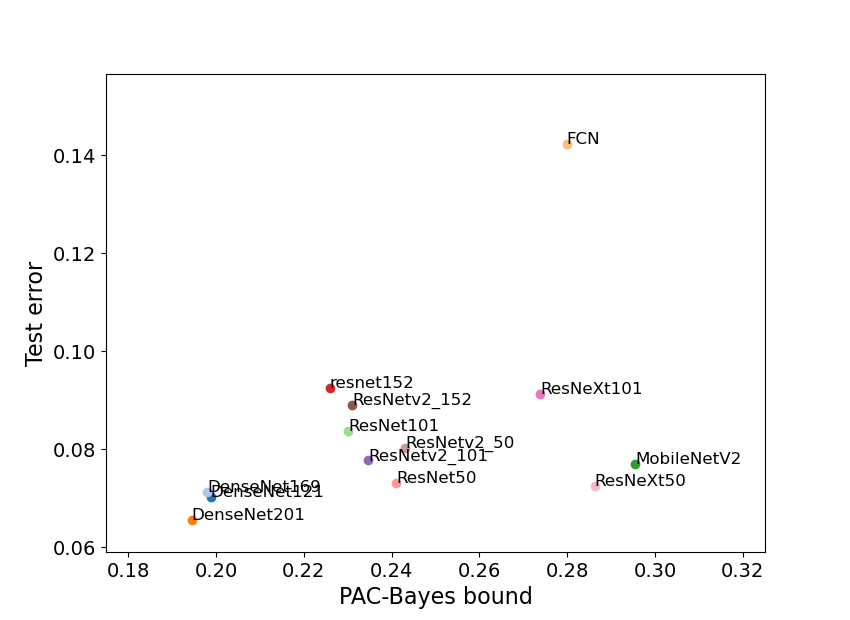 0.14
0.12
0.10
0.08
0.06
Test error
FCN
resnet152
ResNetv2_152
ResNeXt101
ResNet101
ResNetv2_50
ResNetv2_101
MobileNetV2
ResNet50
ResNeXt50
DenseNet169
DenseNet121
DenseNet201
0.18 0.20 0.22 0.24 0.26 0.28 0.30 0.32
PAC-Bayes bound